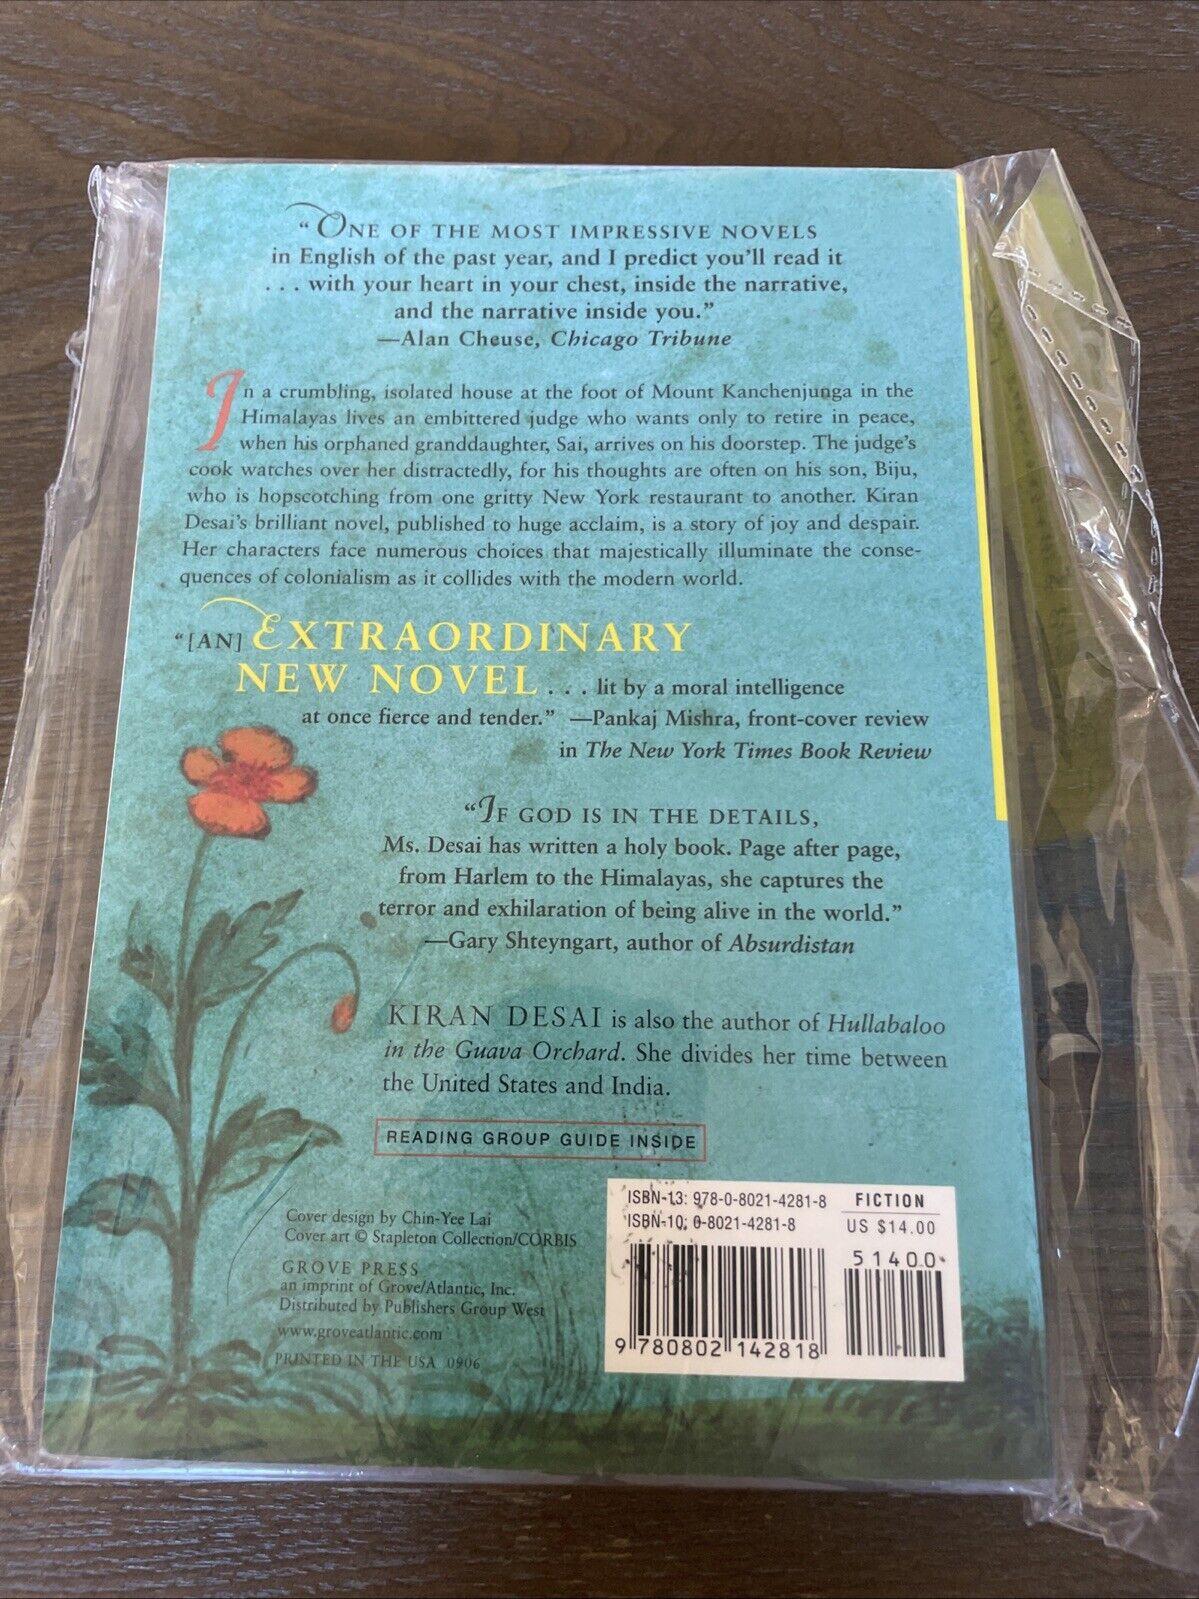 “ONE OF THE MOST IMPRESSIVE NOVELS
in English of the past year, and I predict you’ll read it
. . . with your heart in your chest, inside the narrative,
and the narrative inside you.”
—Alan Cheuse, Chicago Tribune
In a crumbling, isolated house at the foot of Mount Kanchenjunga in the
Himalayas lives an embittered judge who wants only to retire in peace,
when his orphaned granddaughter, Sai, arrives on his doorstep. The judge’s
cook watches over her distractedly, for his thoughts are often on his son, Biju,
who is hopscotching from one gritty New York restaurant to another. Kiran
Desai’s brilliant novel, published to huge acclaim, is a story of joy and despair.
Her characters face numerous choices that majestically illuminate the conse-
quences of colonialism as it collides with the modern world.
“[AN] EXTRAORDINARY
NEW NOVEL . . . lit by a moral intelligence
at once fierce and tender.” —Pankaj Mishra, front-cover review
in The New York Times Book Review
“IF GOD IS IN THE DETAILS,
Ms. Desai has written a holy book. Page after page,
from Harlem to the Himalayas, she captures the
terror and exhilaration of being alive in the world.”
—Gary Shteyngart, author of Absurdistan
KIRAN DESAI is also the author of Hullabaloo
in the Guava Orchard. She divides her time between
the United States and India.
READING GROUP GUIDE INSIDE
Cover design by Chin-Yee Lai
Cover art © Stapleton Collection/CORBIS
GROVE PRESS
an imprint of Grove/Atlantic, Inc.
Distributed by Publishers Group West
www.groveatlantic.com
PRINTED IN THE USA 0906
ISBN-13: 978-0-8021-4281-8 FICTION
ISBN-10: 0-8021-4281-8 US $14.00
51400
9 780802 142818